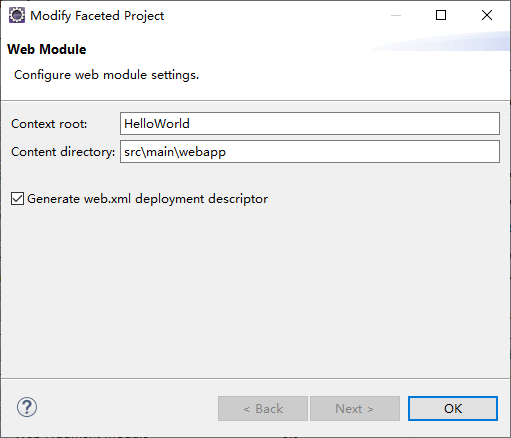 Modify Faceted Project
Web Module
Configure web module settings.
Context root: HelloWorld
Content directory: src\main\webapp
Generate web.xml deployment descriptor
?
< Back Next > OK